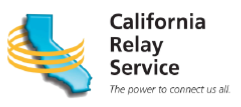 California
Relay
Service
The power to connect us all.